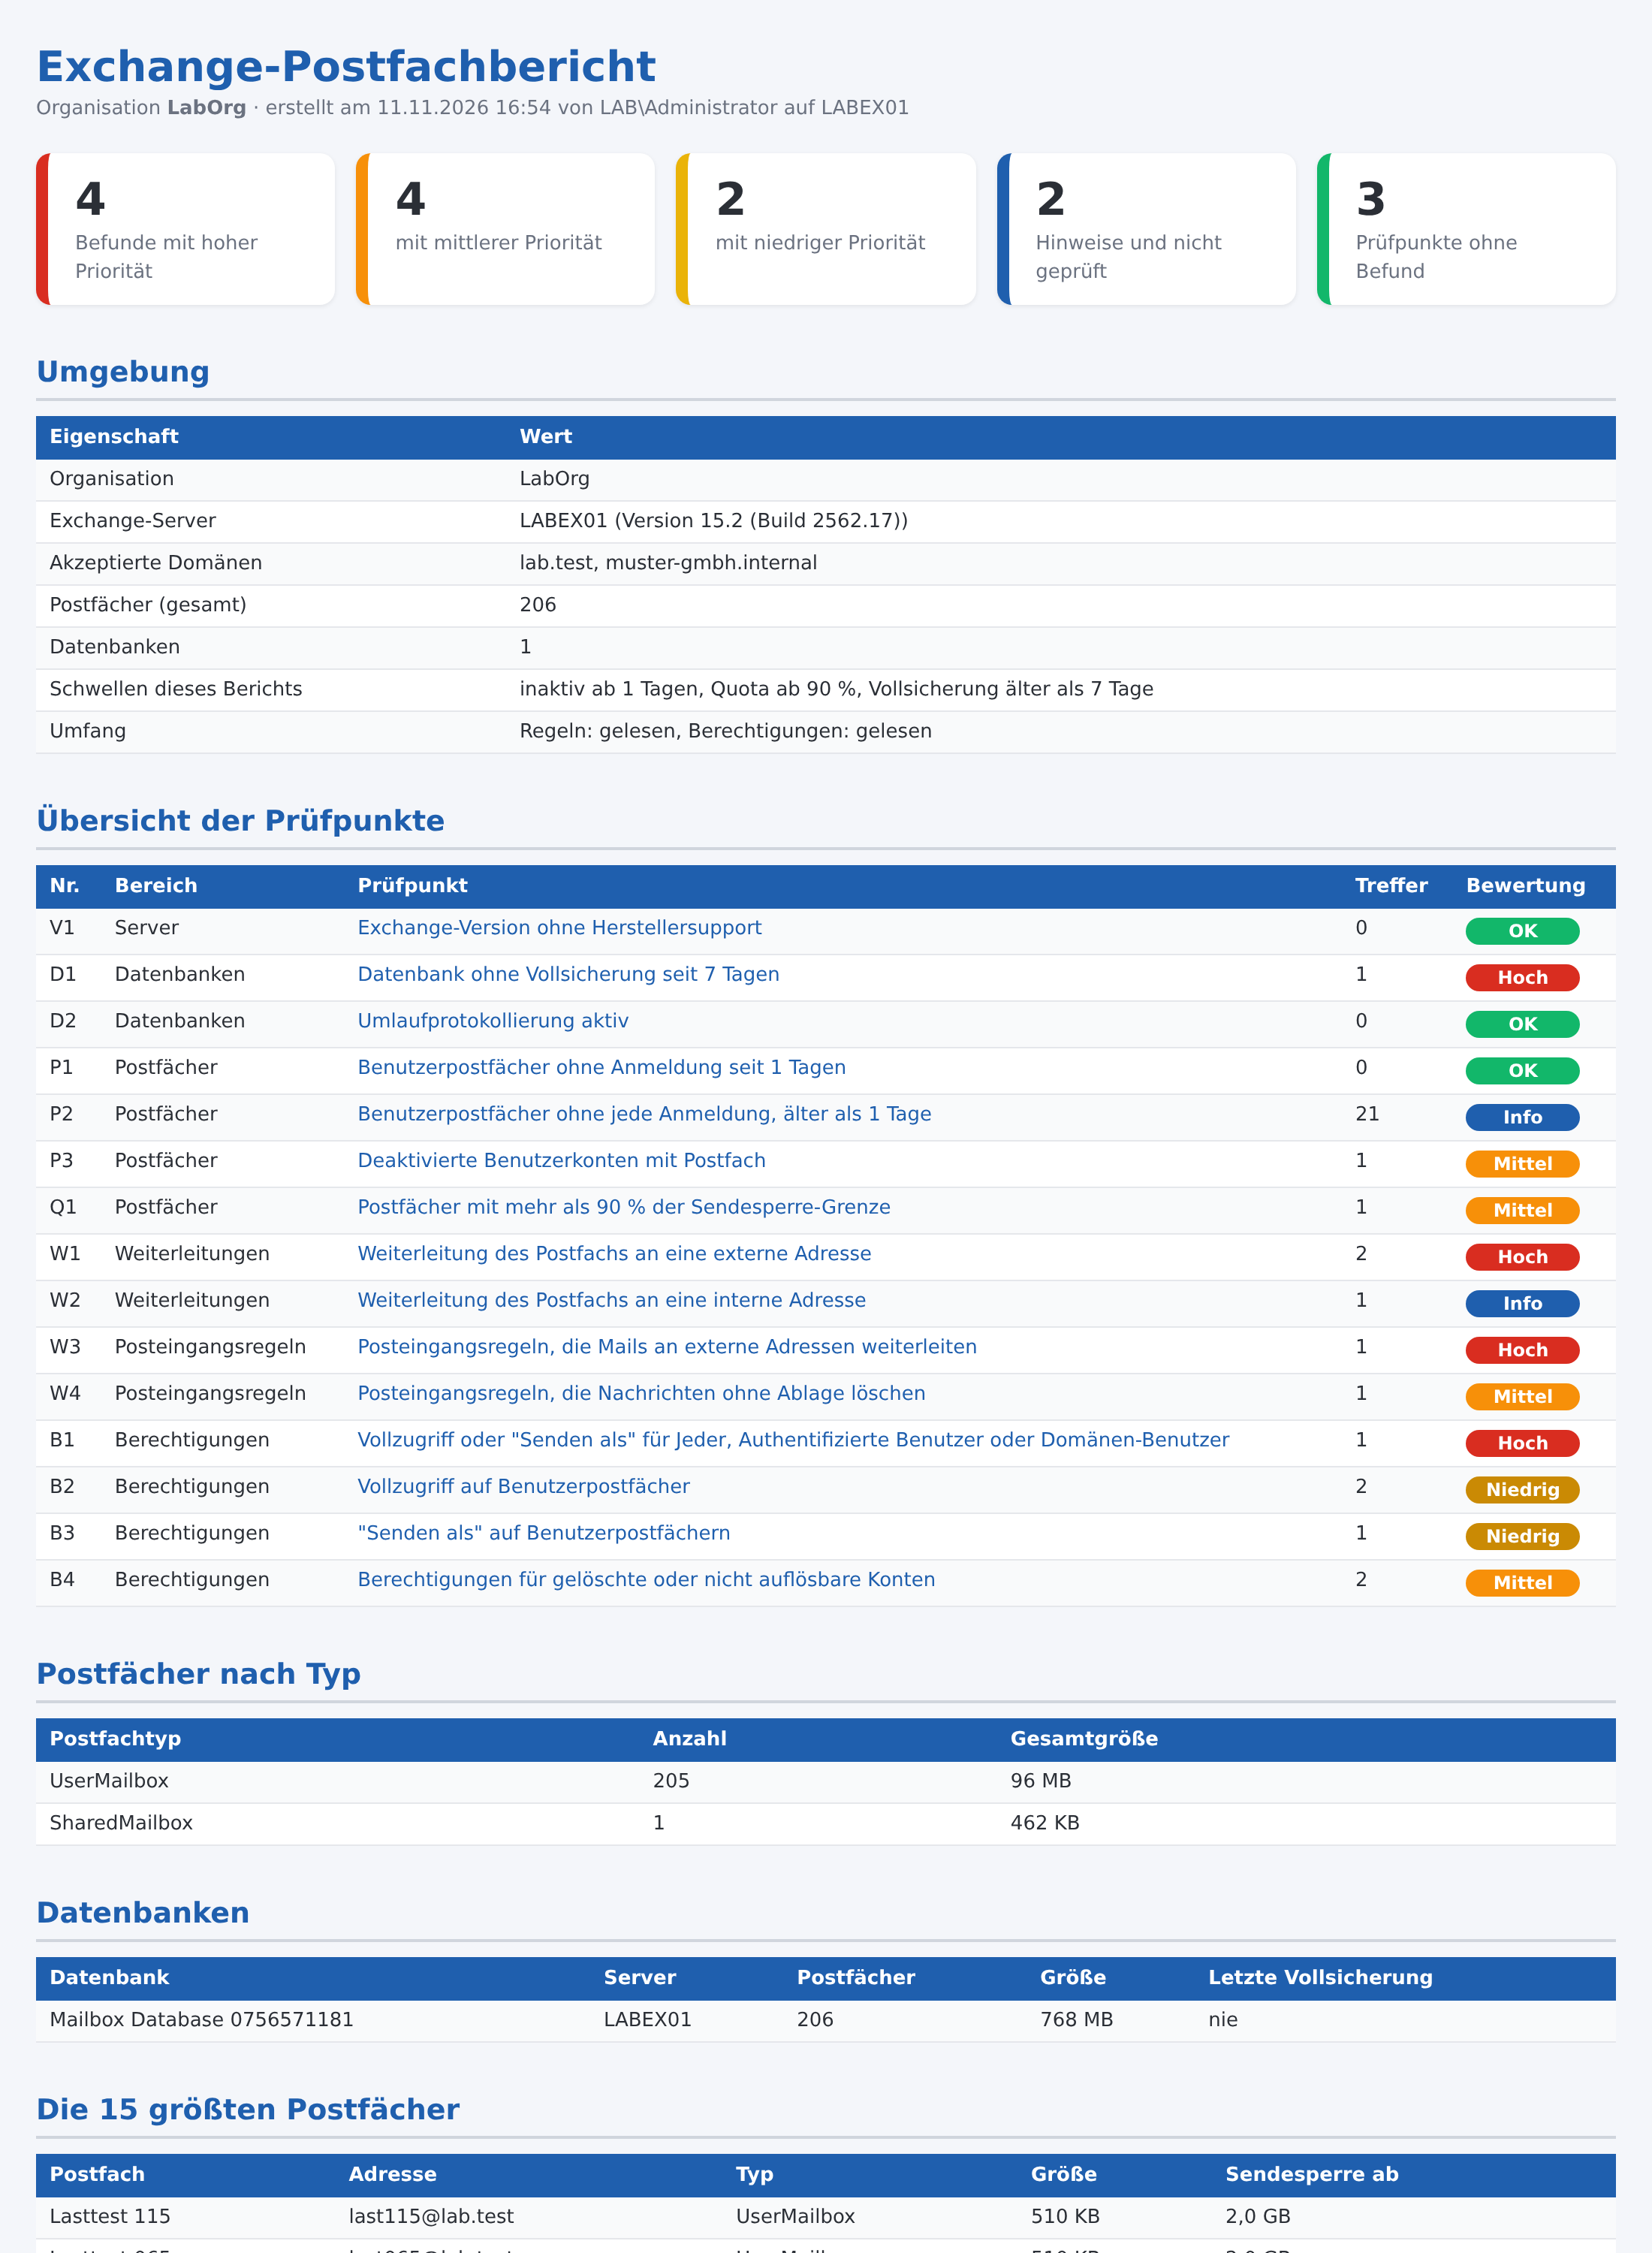 Exchange-Postfachbericht
Organisation LabOrg · erstellt am 11.11.2026 16:54 von LAB\Administrator auf LABEX01
4
Befunde mit hoher
Priorität
4
mit mittlerer Priorität
2
mit niedriger Priorität
2
Hinweise und nicht
geprüft
3
Prüfpunkte ohne
Befund
Umgebung
Eigenschaft Wert
Organisation LabOrg
Exchange-Server LABEX01 (Version 15.2 (Build 2562.17))
Akzeptierte Domänen lab.test, muster-gmbh.internal
Postfächer (gesamt) 206
Datenbanken 1
Schwellen dieses Berichts inaktiv ab 1 Tagen, Quota ab 90 %, Vollsicherung älter als 7 Tage
Umfang Regeln: gelesen, Berechtigungen: gelesen
Übersicht der Prüfpunkte
Nr. Bereich Prüfpunkt Treffer Bewertung
V1 Server Exchange-Version ohne Herstellersupport 0 OK
D1 Datenbanken Datenbank ohne Vollsicherung seit 7 Tagen 1 Hoch
D2 Datenbanken Umlaufprotokollierung aktiv 0 OK
P1 Postfächer Benutzerpostfächer ohne Anmeldung seit 1 Tagen 0 OK
P2 Postfächer Benutzerpostfächer ohne jede Anmeldung, älter als 1 Tage 21 Info
P3 Postfächer Deaktivierte Benutzerkonten mit Postfach 1 Mittel
Q1 Postfächer Postfächer mit mehr als 90 % der Sendesperre-Grenze 1 Mittel
W1 Weiterleitungen Weiterleitung des Postfachs an eine externe Adresse 2 Hoch
W2 Weiterleitungen Weiterleitung des Postfachs an eine interne Adresse 1 Info
W3 Posteingangsregeln Posteingangsregeln, die Mails an externe Adressen weiterleiten 1 Hoch
W4 Posteingangsregeln Posteingangsregeln, die Nachrichten ohne Ablage löschen 1 Mittel
B1 Berechtigungen Vollzugriff oder "Senden als" für Jeder, Authentifizierte Benutzer oder Domänen-Benutzer 1 Hoch
B2 Berechtigungen Vollzugriff auf Benutzerpostfächer 2 Niedrig
B3 Berechtigungen "Senden als" auf Benutzerpostfächern 1 Niedrig
B4 Berechtigungen Berechtigungen für gelöschte oder nicht auflösbare Konten 2 Mittel
Postfächer nach Typ
Postfachtyp Anzahl Gesamtgröße
UserMailbox 205 96 MB
SharedMailbox 1 462 KB
Datenbanken
Datenbank Server Postfächer Größe Letzte Vollsicherung
Mailbox Database 0756571181 LABEX01 206 768 MB nie
Die 15 größten Postfächer
Postfach Adresse Typ Größe Sendesperre ab
Lasttest 115 last115@lab.test UserMailbox 510 KB 2,0 GB